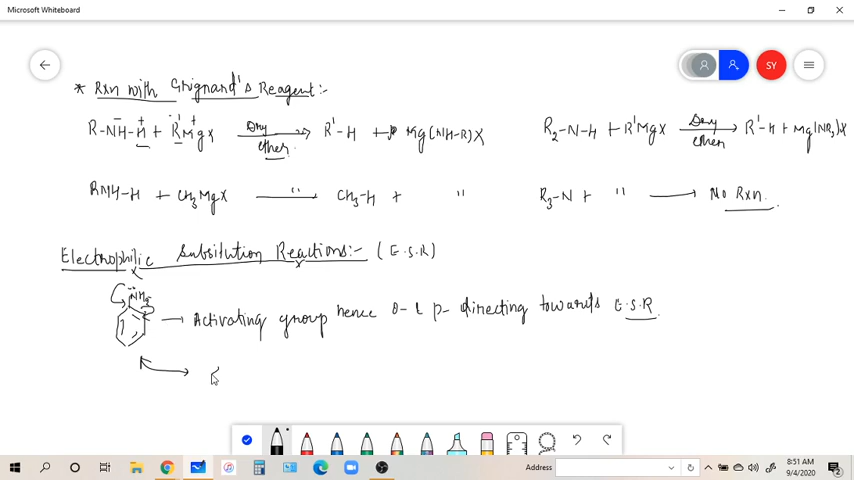 Microsoft Whiteboard
SY
* Rxn with Grignard's Reagent:-
R-NH-H + R'MgX Dry ether R'-H + Mg(NH-R)X
R2-N-H + R'MgX Dry ether R'-H + Mg(NR2)X
RNH-H + CH3MgX " CH3-H + "
R3-N + " No Rxn.
Electrophilic Subsitution Reactions:- (E.S.R)
NH2
Activating group hence o- & p- directing towards E.S.R
Address
8:51 AM
9/4/2020
2